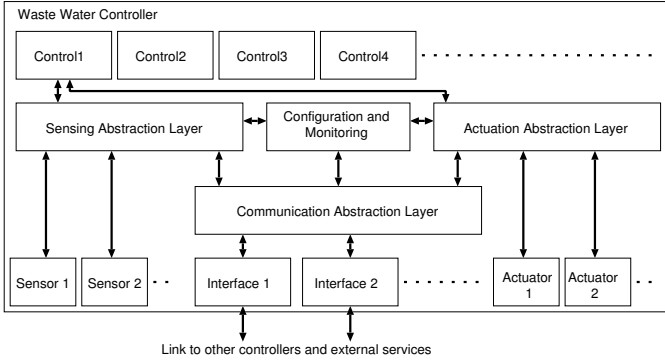 Waste Water Controller
Control1
Control2
Control3
Control4
Sensing Abstraction Layer
Configuration and
Monitoring
Actuation Abstraction Layer
Communication Abstraction Layer
Sensor 1
Sensor 2
Interface 1
Interface 2
Actuator
1
Actuator
2
Link to other controllers and external services